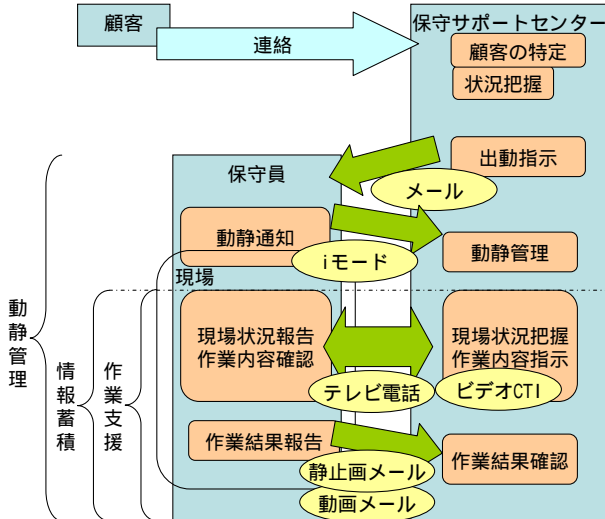 顧客
保守サポートセンター
連絡
顧客の特定
状況把握
出動指示
保守員
メール
動静通知
動静管理
iモード
現場
現場状況報告
作業内容確認
現場状況把握
作業内容指示
テレビ電話
ビデオCTI
作業結果報告
作業結果確認
静止画メール
動画メール
動静管理
情報蓄積
作業支援